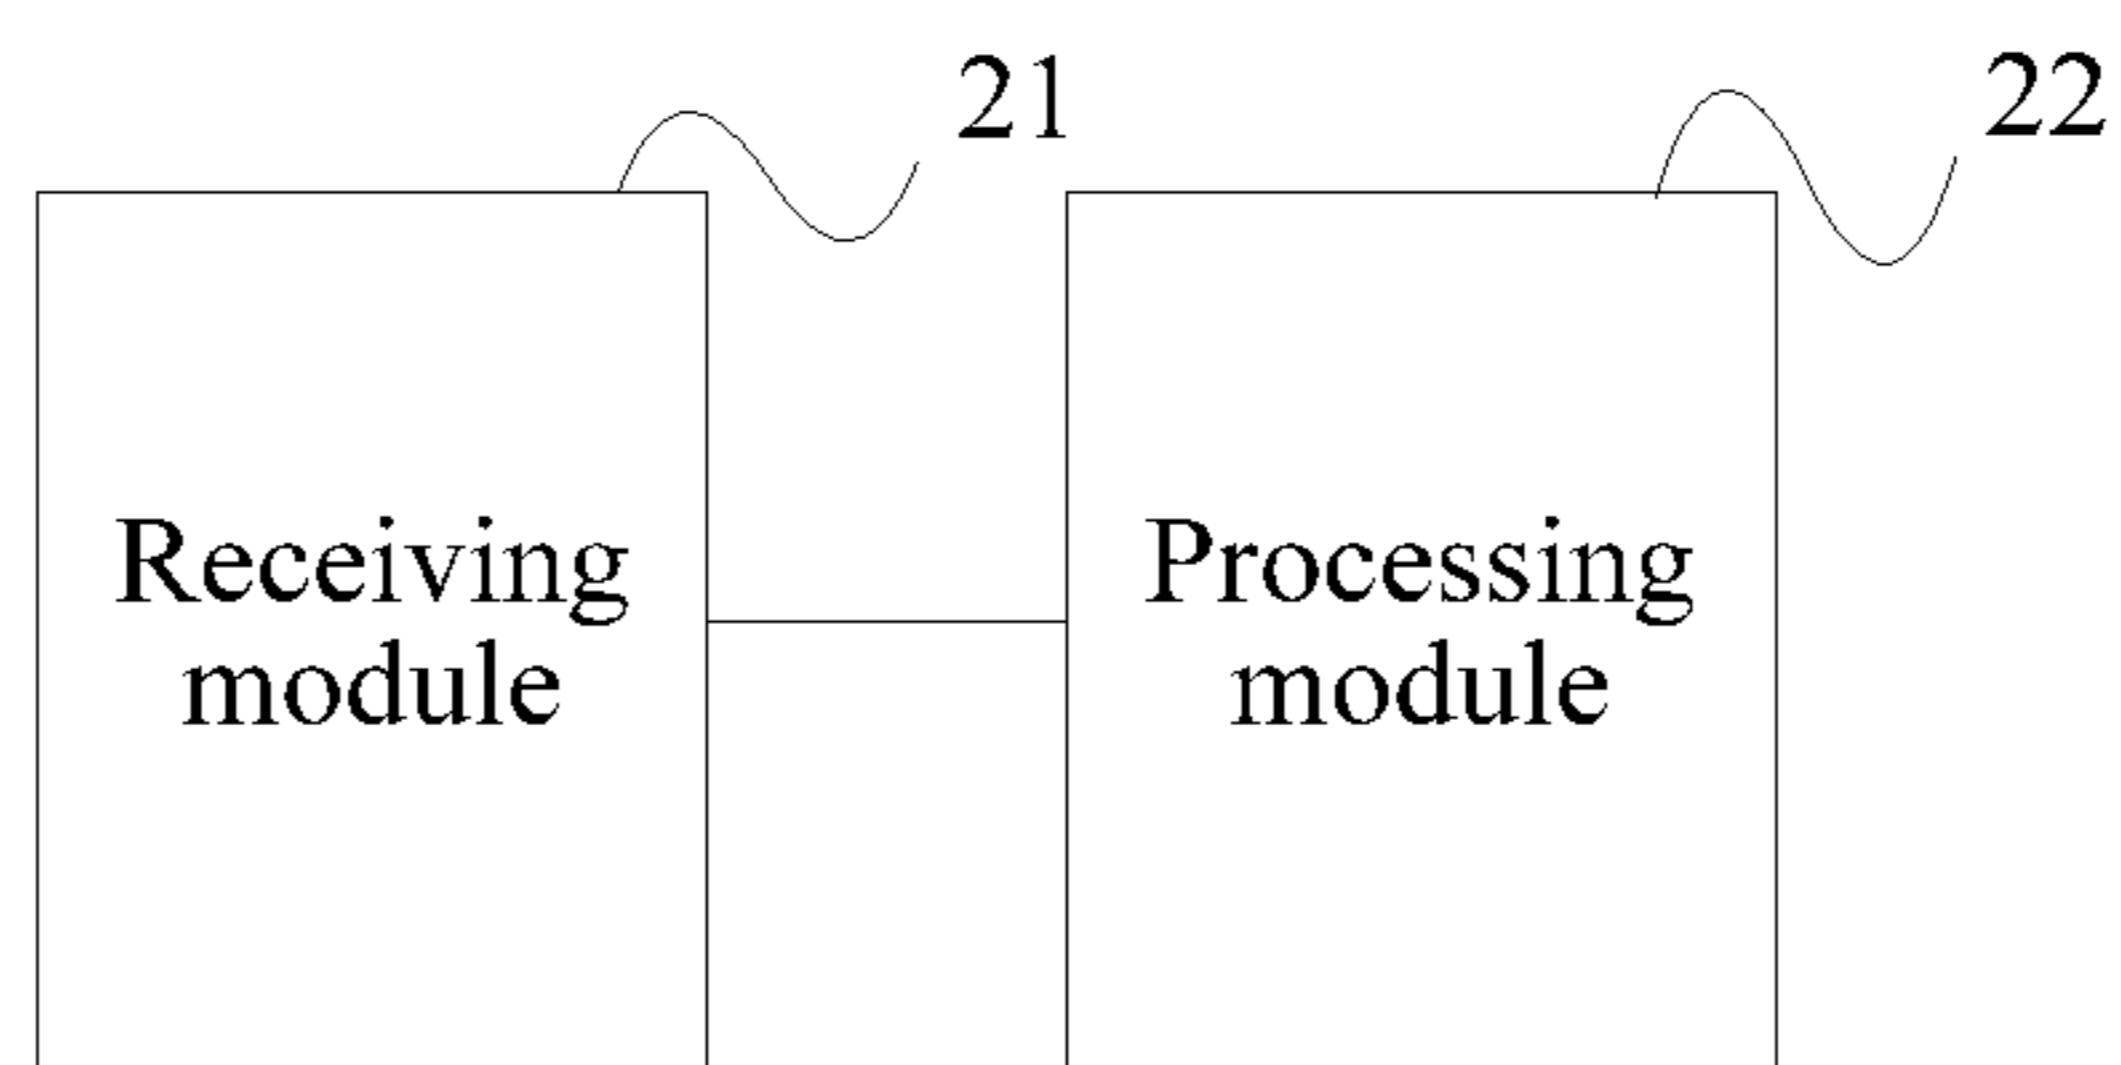 21
22
Receiving
module
Processing
module